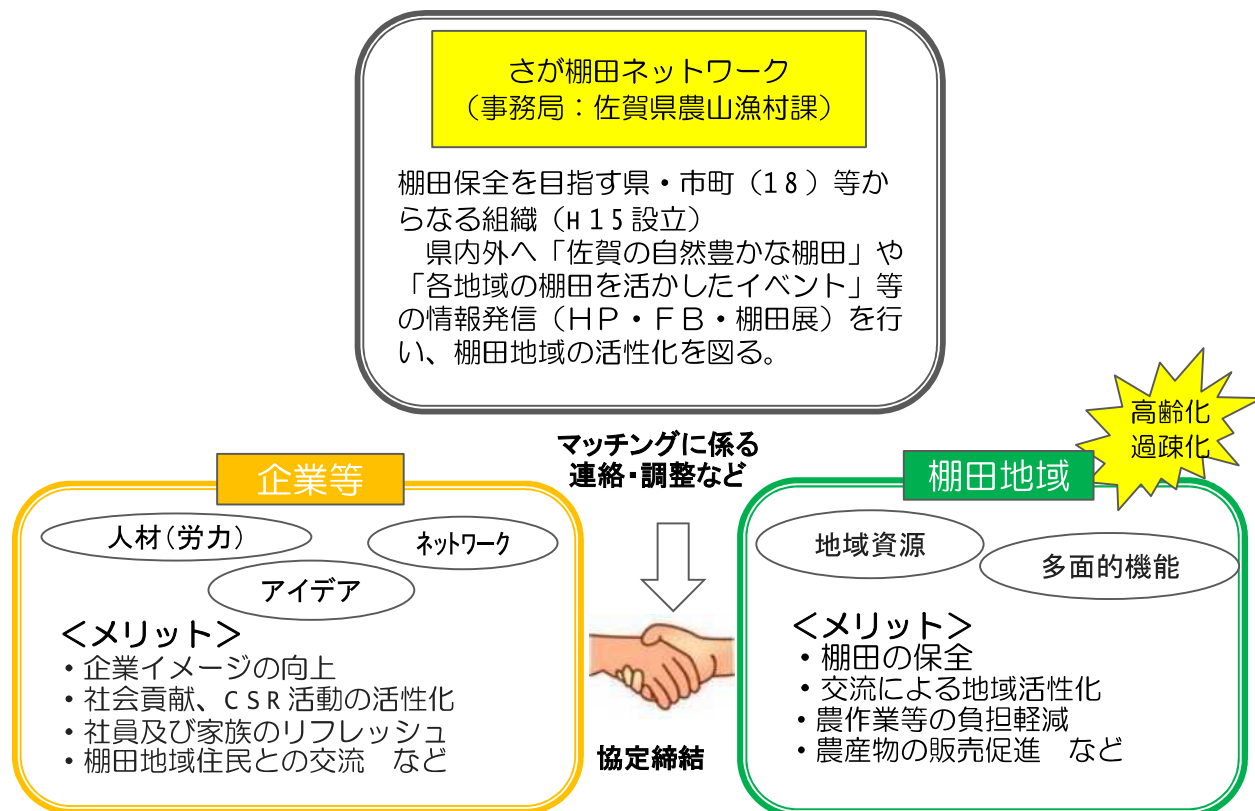 さが棚田ネットワーク
（事務局：佐賀県農山漁村課）
棚田保全を目指す県・市町（18）等か
らなる組織（H15設立）
　県内外へ「佐賀の自然豊かな棚田」や
「各地域の棚田を活かしたイベント」等
の情報発信（ＨＰ・ＦＢ・棚田展）を行
い、棚田地域の活性化を図る。
高齢化
過疎化
マッチングに係る
連絡・調整など
企業等
人材（労力）
ネットワーク
アイデア
＜メリット＞
・企業イメージの向上
・社会貢献、CSR活動の活性化
・社員及び家族のリフレッシュ
・棚田地域住民との交流　など
協定締結
棚田地域
地域資源
多面的機能
＜メリット＞
・棚田の保全
・交流による地域活性化
・農作業等の負担軽減
・農産物の販売促進　など